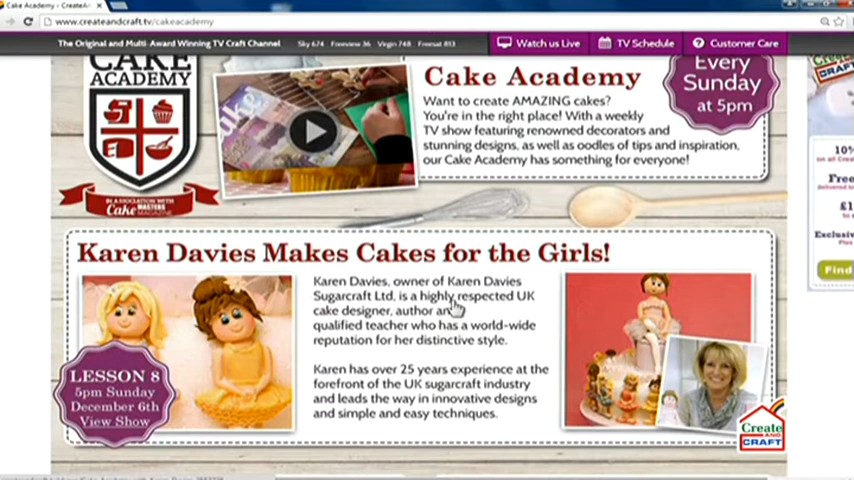 Cake Academy - CreateAn
www.createandcraft.tv/cakeacademy
The Original and Multi-Award Winning TV Craft Channel
Sky 674 Freeview 36 Virgin 748 Freesat 813
Watch us Live
TV Schedule
Customer Care
CAKE
ACADEMY
IN ASSOCIATION WITH
Cake MASTERS
MAGAZINE
Cake Academy
Want to create AMAZING cakes?
You're in the right place! With a weekly
TV show featuring renowned decorators and
stunning designs, as well as oodles of tips and inspiration,
our Cake Academy has something for everyone!
Every
Sunday
at 5pm
CRAFT
10%
Free
£1
Exclusiv
Find
Karen Davies Makes Cakes for the Girls!
Karen Davies, owner of Karen Davies
Sugarcraft Ltd, is a highly respected UK
cake designer, author an
qualified teacher who has a world-wide
reputation for her distinctive style.
Karen has over 25 years experience at the
forefront of the UK sugarcraft industry
and leads the way in innovative designs
and simple and easy techniques.
LESSON 8
5pm Sunday
December 6th
View Show
Create
AND
CRAFT